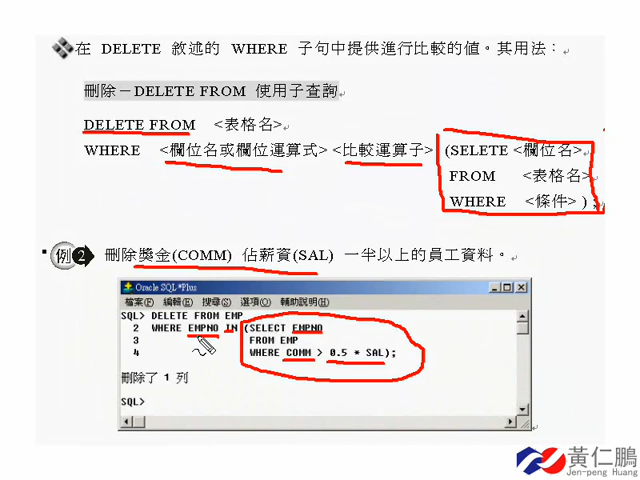 在 DELETE 敘述的 WHERE 子句中提供進行比較的值。其用法：
刪除－DELETE FROM 使用子查詢
DELETE FROM <表格名>
WHERE <欄位名或欄位運算式> <比較運算子> (SELETE <欄位名>
FROM <表格名>
WHERE <條件> ) ;
例 2 刪除獎金(COMM) 佔薪資(SAL) 一半以上的員工資料。
Oracle SQL*Plus
檔案(F) 編輯(E) 搜尋(S) 選項(O) 輔助說明(H)
SQL> DELETE FROM EMP
2 WHERE EMPNO IN (SELECT EMPNO
3 FROM EMP
4 WHERE COMM > 0.5 * SAL);
刪除了 1 列
SQL>
黃仁鵬
Jen-peng Huang